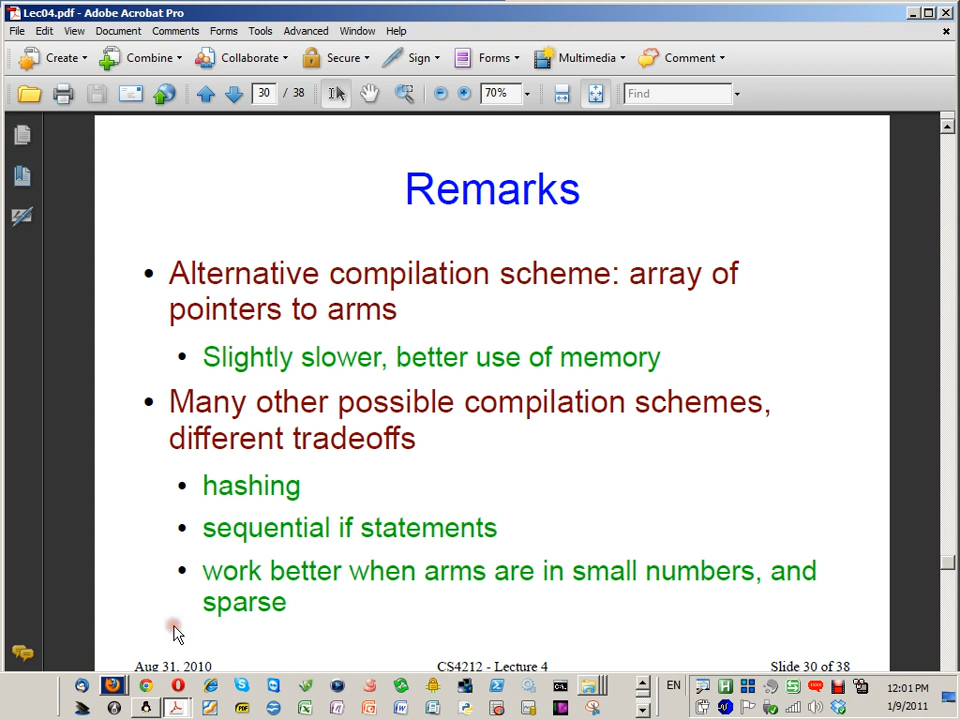 Lec04.pdf - Adobe Acrobat Pro
File Edit View Document Comments Forms Tools Advanced Window Help
Create Combine Collaborate Secure Sign Forms Multimedia Comment
30 / 38 70% Find
Remarks
• Alternative compilation scheme: array of
pointers to arms
• Slightly slower, better use of memory
• Many other possible compilation schemes,
different tradeoffs
• hashing
• sequential if statements
• work better when arms are in small numbers, and
sparse
Aug 31, 2010 CS4212 - Lecture 4 Slide 30 of 38
EN 12:01 PM
1/9/2011